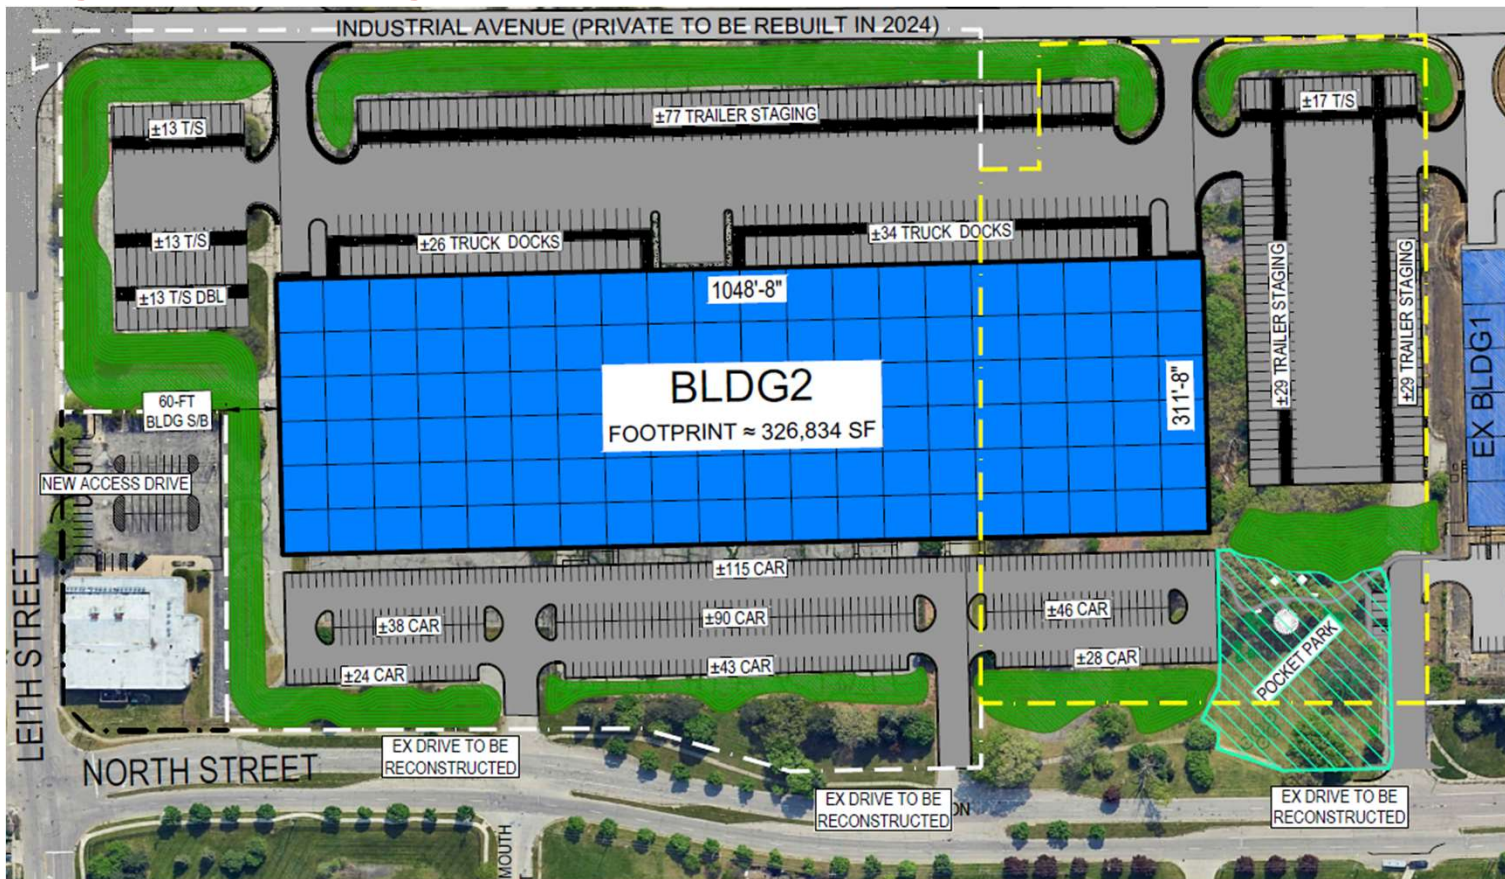 INDUSTRIAL AVENUE (PRIVATE TO BE REBUILT IN 2024)
±13 T/S
±77 TRAILER STAGING
±17 T/S
±13 T/S
±26 TRUCK DOCKS
±34 TRUCK DOCKS
±13 T/S DBL
1048'-8"
±29 TRAILER STAGING
±29 TRAILER STAGING
EX BLDG1
BLDG2
FOOTPRINT ≈ 326,834 SF
311'-8"
60-FT
BLDG S/B
NEW ACCESS DRIVE
LEITH STREET
±115 CAR
±38 CAR
±90 CAR
±46 CAR
±24 CAR
±43 CAR
±28 CAR
POCKET PARK
NORTH STREET
EX DRIVE TO BE
RECONSTRUCTED
EX DRIVE TO BE
RECONSTRUCTED
EX DRIVE TO BE
RECONSTRUCTED
MOUTH